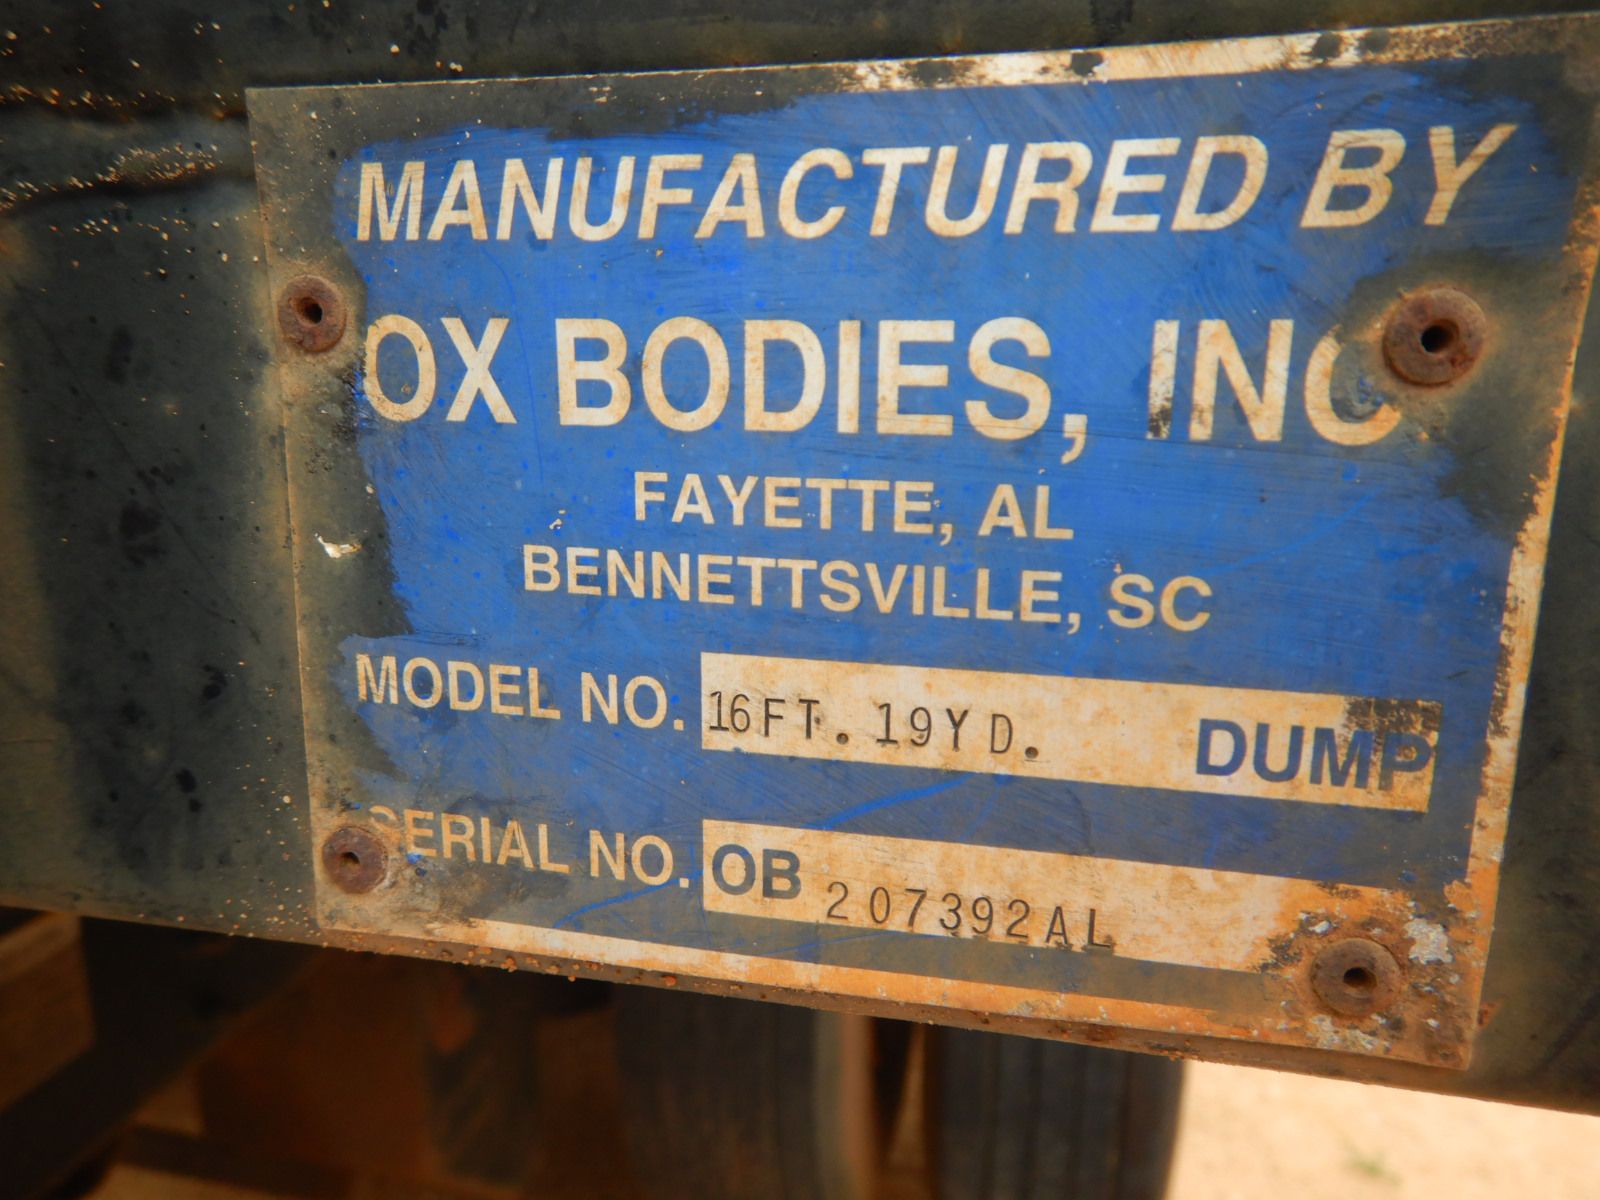 MANUFACTURED BY
OX BODIES, INC.
FAYETTE, AL
BENNETTSVILLE, SC
MODEL NO. 16FT. 19YD. DUMP
SERIAL NO. OB 207392AL